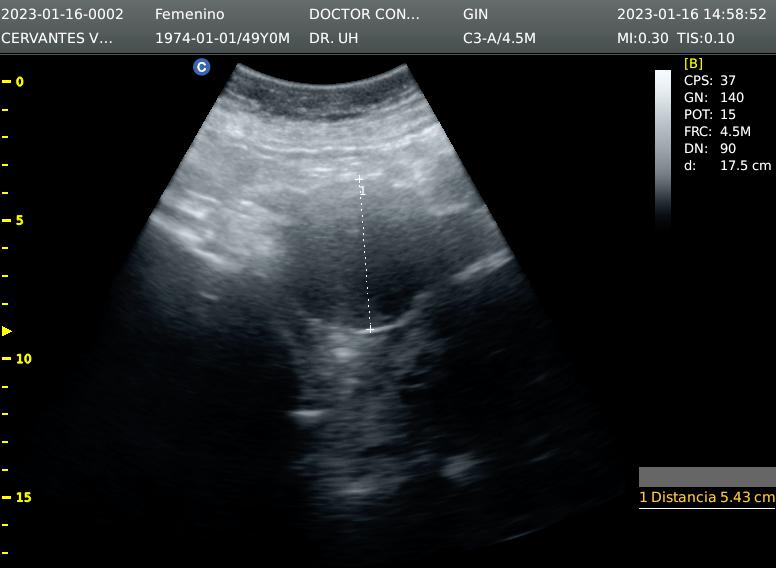 2023-01-16-0002 Femenino DOCTOR CON... GIN 2023-01-16 14:58:52
CERVANTES V... 1974-01-01/49Y0M DR. UH C3-A/4.5M MI:0.30 TIS:0.10
C
[B]
CPS: 37
GN: 140
POT: 15
FRC: 4.5M
DN: 90
d: 17.5 cm
0
1
5
10
15
1 Distancia 5.43 cm